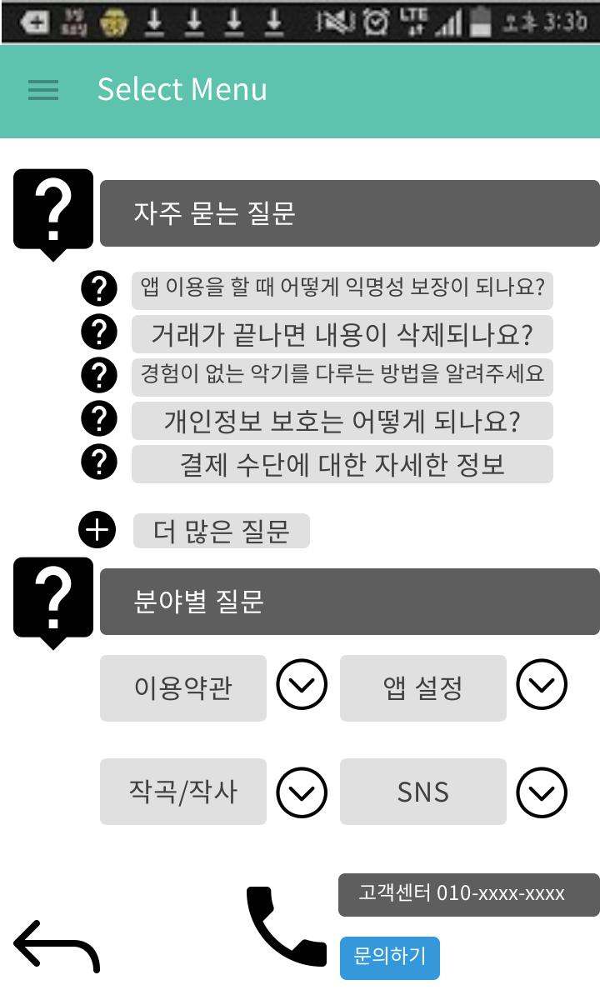 LTE
오후 3:30
Select Menu
자주 묻는 질문
앱 이용을 할 때 어떻게 익명성 보장이 되나요?
거래가 끝나면 내용이 삭제되나요?
경험이 없는 악기를 다루는 방법을 알려주세요
개인정보 보호는 어떻게 되나요?
결제 수단에 대한 자세한 정보
더 많은 질문
분야별 질문
이용약관
앱 설정
작곡/작사
SNS
고객센터 010-xxxx-xxxx
문의하기